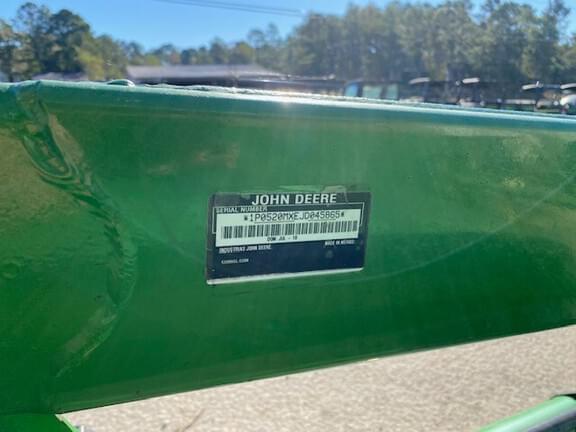 JOHN DEERE
SERIAL NUMBER
*1P0520MXEJD045865*
DOM JUL - 18
INDUSTRIAS JOHN DEERE. MADE IN MEXICO